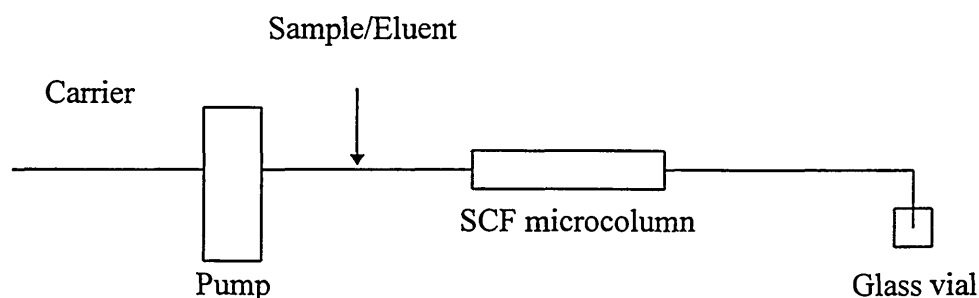 Sample/Eluent
Carrier
SCF microcolumn
Pump
Glass vial